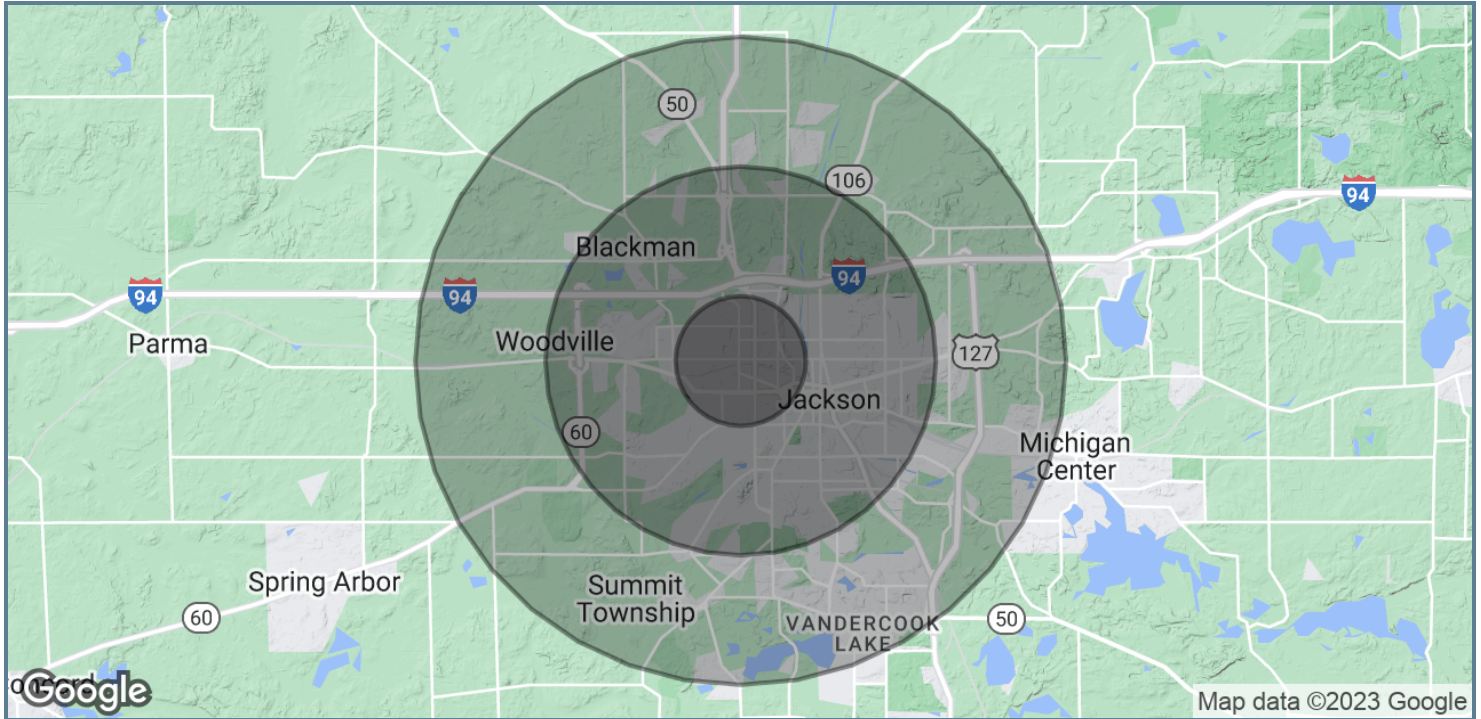 50
106
94
Blackman
94
94
94
Parma
Woodville
127
Jackson
60
Michigan
Center
Spring Arbor
Summit
Township
60
50
VANDERCOOK
LAKE
Google
Map data ©2023 Google